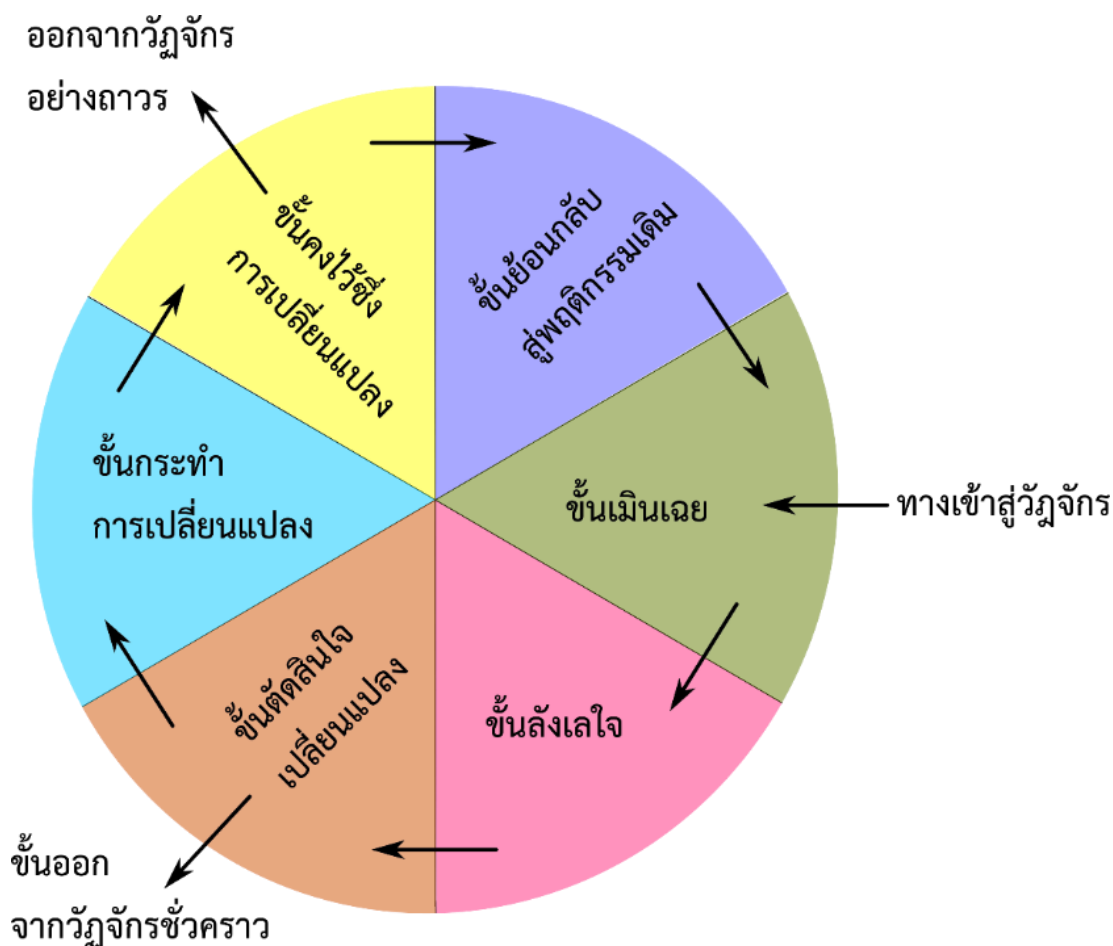 ออกจากวัฏจักร
อย่างถาวร
ขั้นคงไว้ซึ่ง
การเปลี่ยนแปลง
ขั้นย้อนกลับ
สู่พฤติกรรมเดิม
ขั้นกระทำ
การเปลี่ยนแปลง
ขั้นเมินเฉย
ทางเข้าสู่วัฎจักร
ขั้นตัดสินใจ
เปลี่ยนแปลง
ขั้นลังเลใจ
ขั้นออก
จากวัฏจักรชั่วคราว